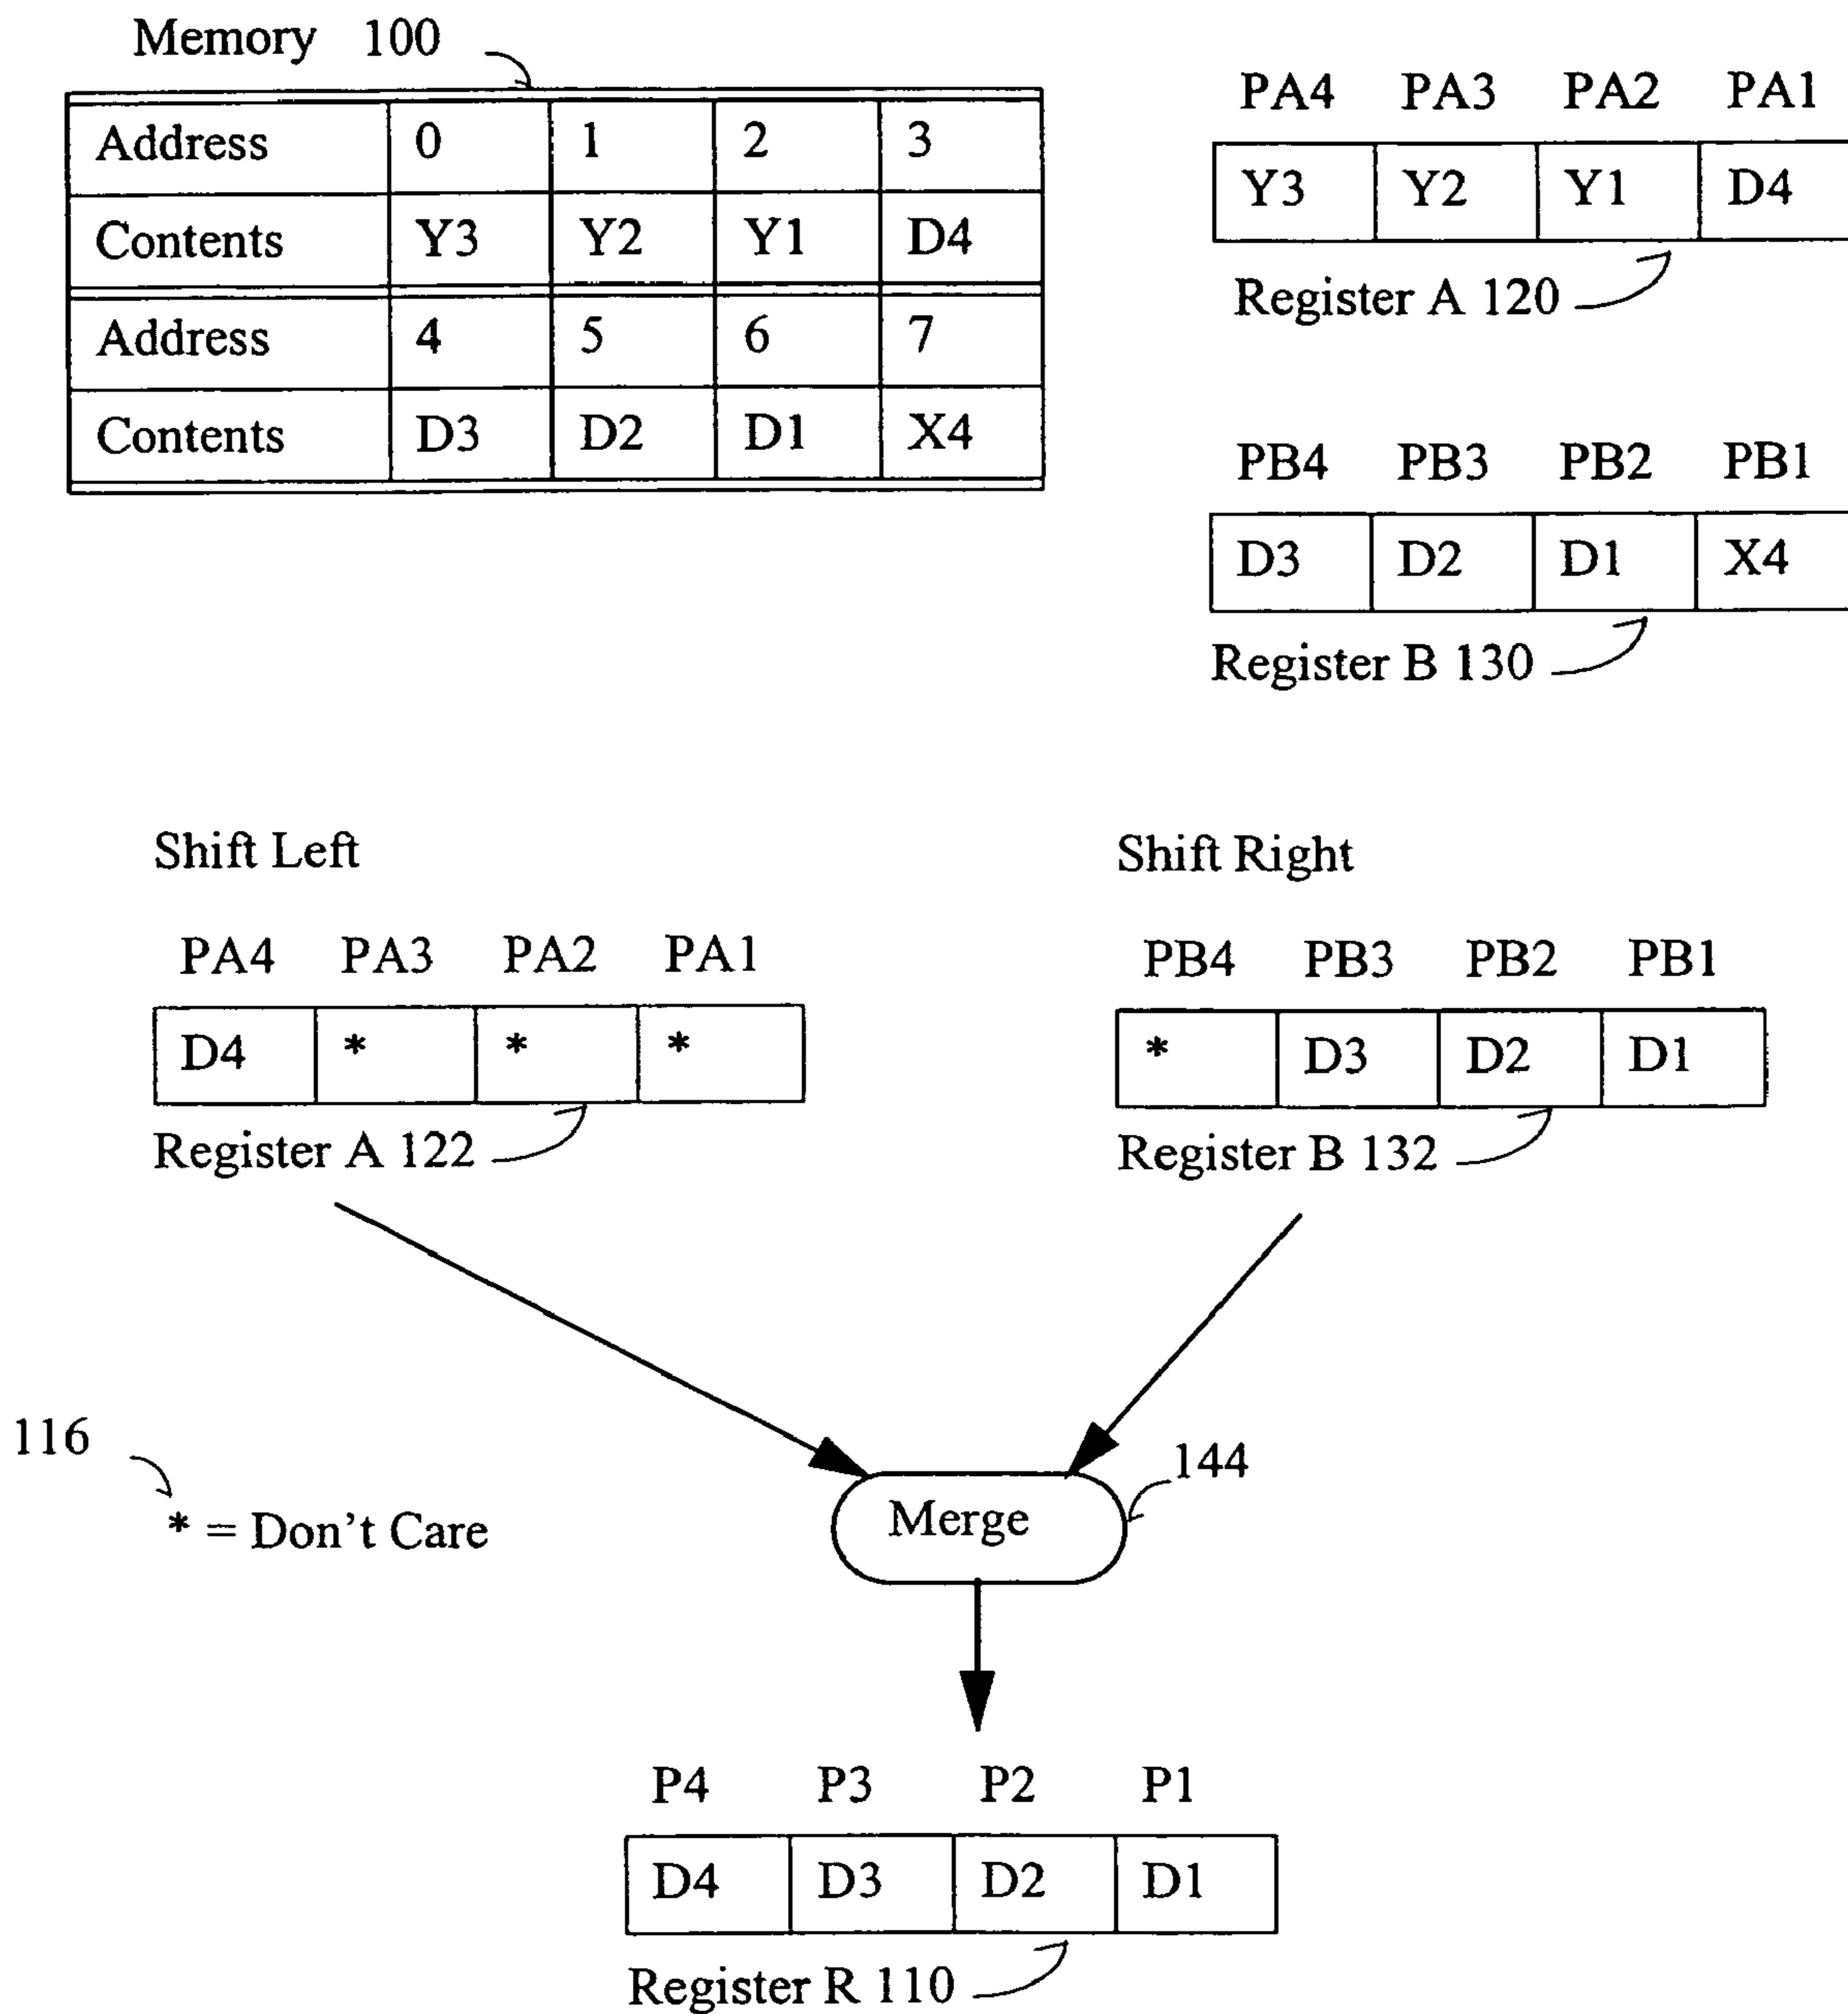 Memory 100
Address 0 1 2 3
Contents Y3 Y2 Y1 D4
Address 4 5 6 7
Contents D3 D2 D1 X4
PA4 PA3 PA2 PA1
Y3 Y2 Y1 D4
Register A 120
PB4 PB3 PB2 PB1
D3 D2 D1 X4
Register B 130
Shift Left
PA4 PA3 PA2 PA1
D4 * * *
Register A 122
Shift Right
PB4 PB3 PB2 PB1
* D3 D2 D1
Register B 132
116
* = Don't Care
Merge
144
P4 P3 P2 P1
D4 D3 D2 D1
Register R 110